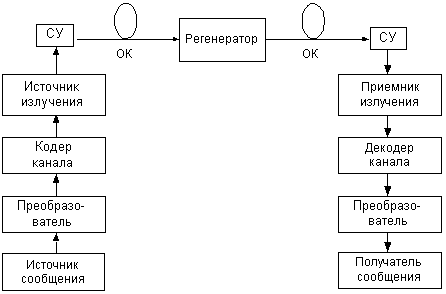 СУ
ОК
Регенератор
ОК
СУ
Источник
излучения
Приемник
излучения
Кодер
канала
Декодер
канала
Преобразо-
ватель
Преобразо-
ватель
Источник
сообщения
Получатель
сообщения